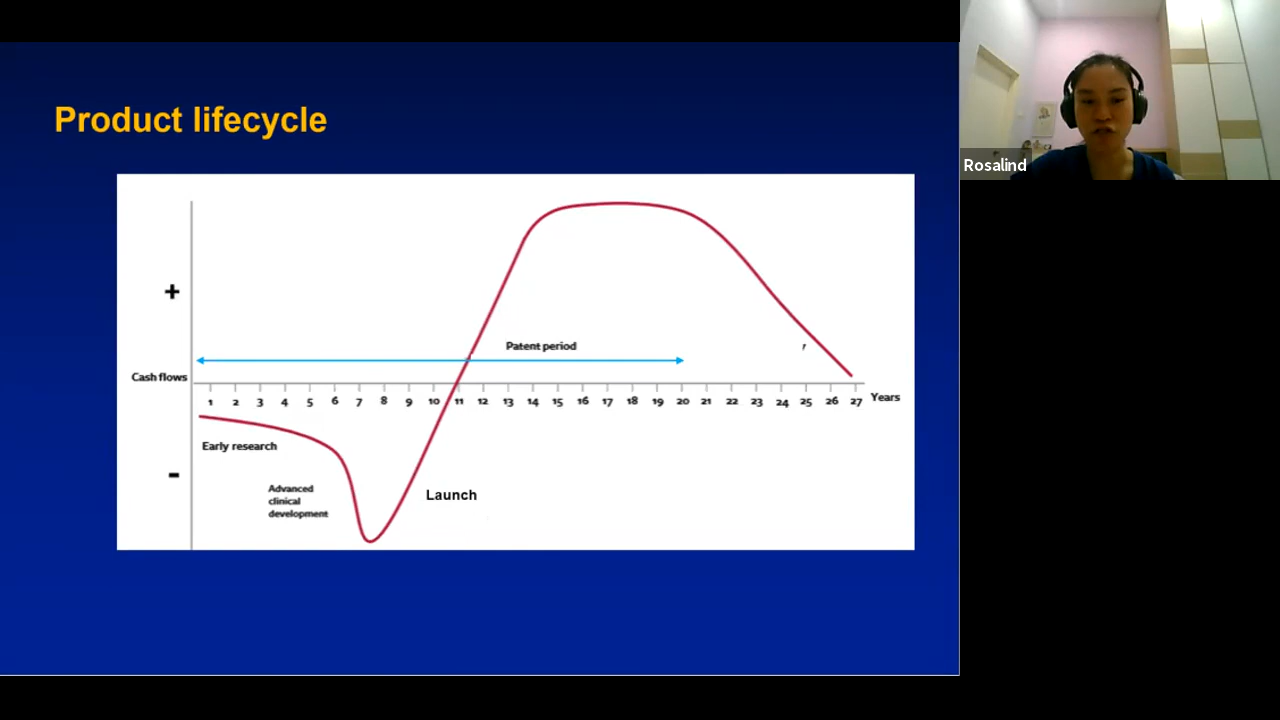 Product lifecycle
Rosalind
+
Patent period
Cash flows
1 2 3 4 5 6 7 8 9 10 11 12 13 14 15 16 17 18 19 20 21 22 23 24 25 26 27 Years
Early research
-
Advanced
clinical
development
Launch